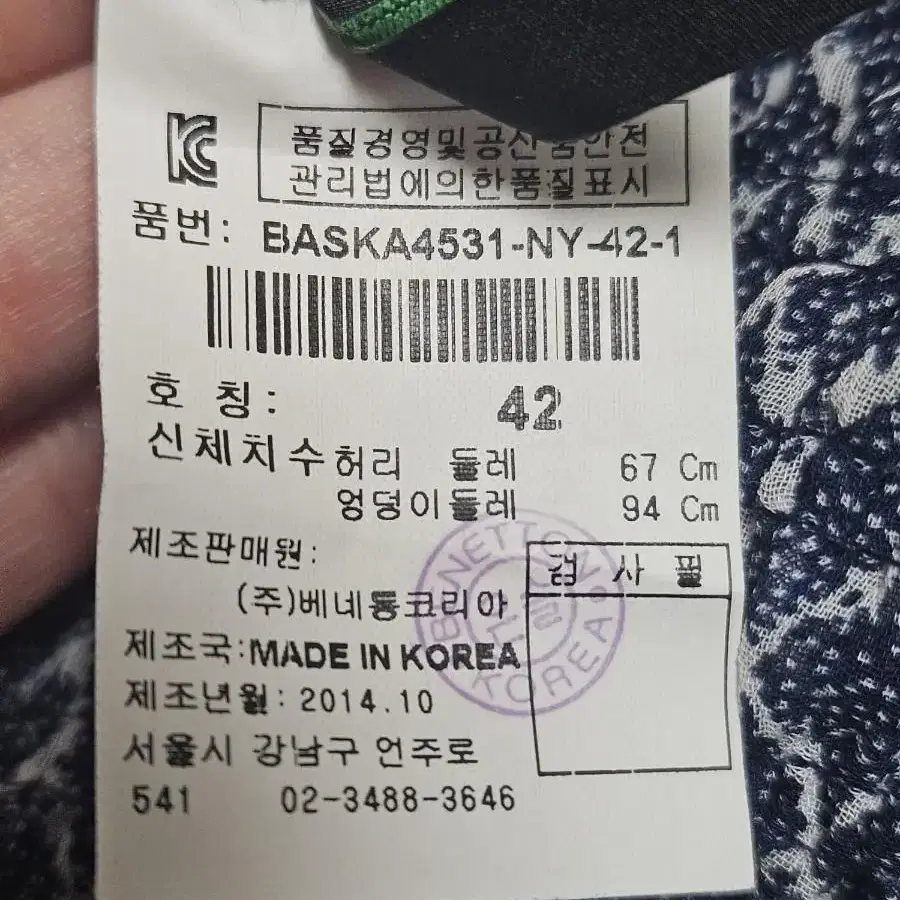 KC
품질경영및공산품안전
관리법에의한품질표시
품번: BASKA4531-NY-42-1
호 칭: 42
신체치수 허리 둘레 67 Cm
엉덩이둘레 94 Cm
제조판매원:
(주)베네통코리아
검 사 필
BENETTON KOREA
제조국:MADE IN KOREA
제조년월: 2014.10
서울시 강남구 언주로
541 02-3488-3646